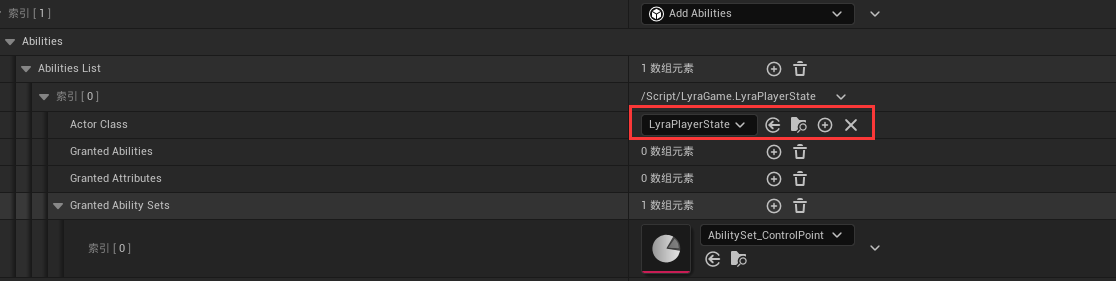 索引 [ 1 ] Add Abilities
Abilities
Abilities List 1 数组元素
索引 [ 0 ] /Script/LyraGame.LyraPlayerState
Actor Class LyraPlayerState
Granted Abilities 0 数组元素
Granted Attributes 0 数组元素
Granted Ability Sets 1 数组元素
索引 [ 0 ] AbilitySet_ControlPoint